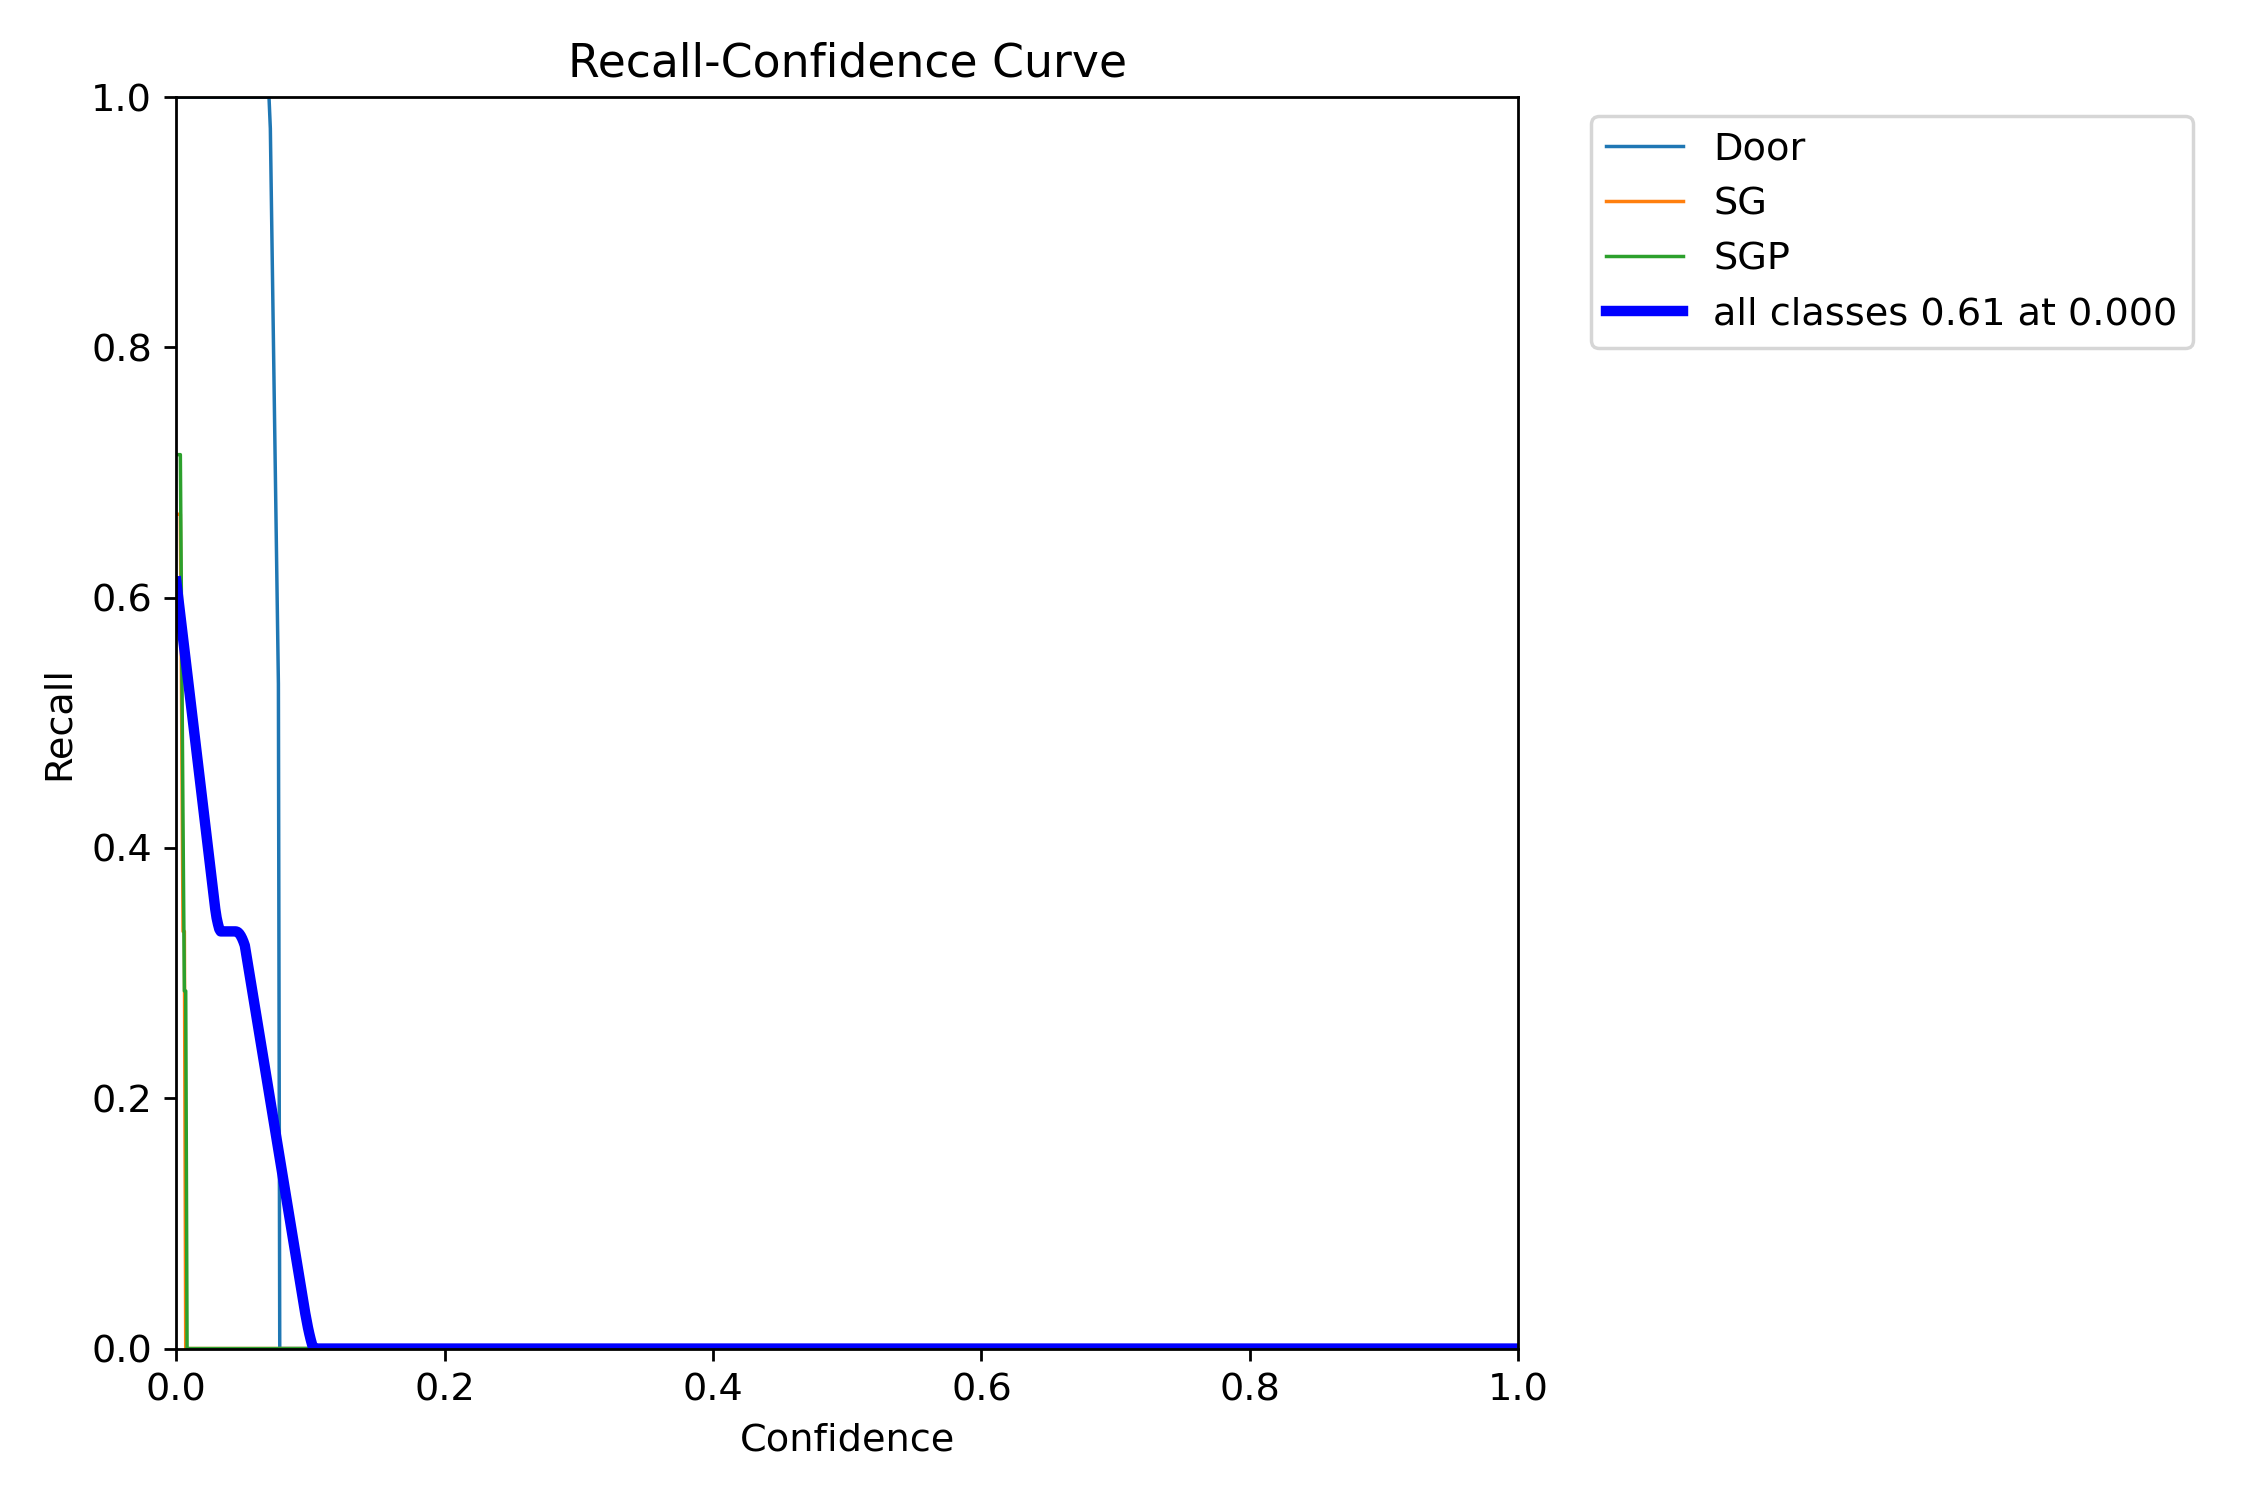 Recall-Confidence Curve
1.0
0.8
0.6
0.4
0.2
0.0
Recall
0.0 0.2 0.4 0.6 0.8 1.0
Confidence
Door
SG
SGP
all classes 0.61 at 0.000